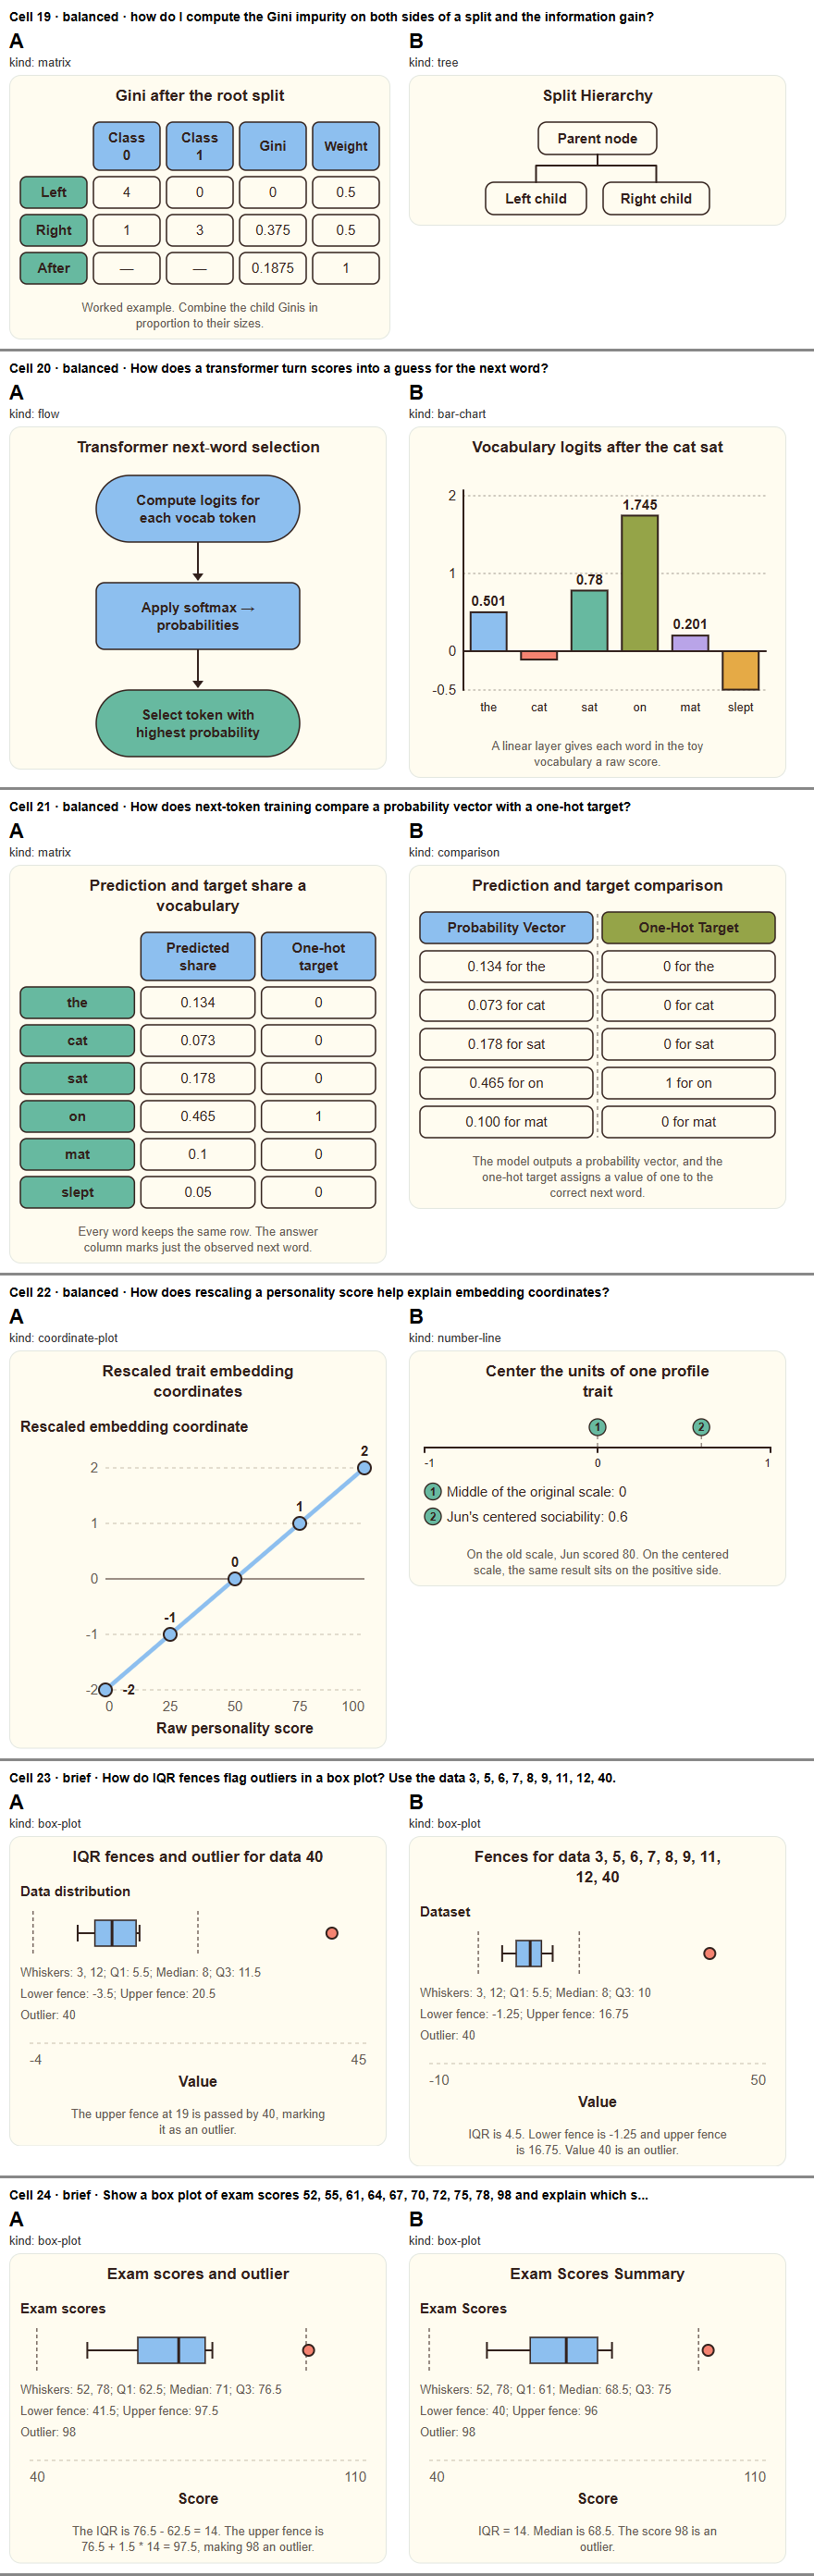 Cell 19 · balanced · how do I compute the Gini impurity on both sides of a split and the information gain?
A
kind: matrix
Gini after the root split
Class 0
Class 1
Gini
Weight
Left
4
0
0
0.5
Right
1
3
0.375
0.5
After
—
—
0.1875
1
Worked example. Combine the child Ginis in
proportion to their sizes.
B
kind: tree
Split Hierarchy
Parent node
Left child
Right child
Cell 20 · balanced · How does a transformer turn scores into a guess for the next word?
A
kind: flow
Transformer next-word selection
Compute logits for
each vocab token
Apply softmax →
probabilities
Select token with
highest probability
B
kind: bar-chart
Vocabulary logits after the cat sat
2
1
0
-0.5
0.501
0.78
1.745
0.201
the
cat
sat
on
mat
slept
A linear layer gives each word in the toy
vocabulary a raw score.
Cell 21 · balanced · How does next-token training compare a probability vector with a one-hot target?
A
kind: matrix
Prediction and target share a
vocabulary
Predicted
share
One-hot
target
the
0.134
0
cat
0.073
0
sat
0.178
0
on
0.465
1
mat
0.1
0
slept
0.05
0
Every word keeps the same row. The answer
column marks just the observed next word.
B
kind: comparison
Prediction and target comparison
Probability Vector
One-Hot Target
0.134 for the
0 for the
0.073 for cat
0 for cat
0.178 for sat
0 for sat
0.465 for on
1 for on
0.100 for mat
0 for mat
The model outputs a probability vector, and the
one-hot target assigns a value of one to the
correct next word.
Cell 22 · balanced · How does rescaling a personality score help explain embedding coordinates?
A
kind: coordinate-plot
Rescaled trait embedding
coordinates
Rescaled embedding coordinate
2
1
0
-1
-2
2
1
0
-1
-2
0
25
50
75
100
Raw personality score
B
kind: number-line
Center the units of one profile
trait
1
2
-1
0
1
1 Middle of the original scale: 0
2 Jun's centered sociability: 0.6
On the old scale, Jun scored 80. On the centered
scale, the same result sits on the positive side.
Cell 23 · brief · How do IQR fences flag outliers in a box plot? Use the data 3, 5, 6, 7, 8, 9, 11, 12, 40.
A
kind: box-plot
IQR fences and outlier for data 40
Data distribution
Whiskers: 3, 12; Q1: 5.5; Median: 8; Q3: 11.5
Lower fence: -3.5; Upper fence: 20.5
Outlier: 40
-4
45
Value
The upper fence at 19 is passed by 40, marking
it as an outlier.
B
kind: box-plot
Fences for data 3, 5, 6, 7, 8, 9, 11,
12, 40
Dataset
Whiskers: 3, 12; Q1: 5.5; Median: 8; Q3: 10
Lower fence: -1.25; Upper fence: 16.75
Outlier: 40
-10
50
Value
IQR is 4.5. Lower fence is -1.25 and upper fence
is 16.75. Value 40 is an outlier.
Cell 24 · brief · Show a box plot of exam scores 52, 55, 61, 64, 67, 70, 72, 75, 78, 98 and explain which s...
A
kind: box-plot
Exam scores and outlier
Exam scores
Whiskers: 52, 78; Q1: 62.5; Median: 71; Q3: 76.5
Lower fence: 41.5; Upper fence: 97.5
Outlier: 98
40
110
Score
The IQR is 76.5 - 62.5 = 14. The upper fence is
76.5 + 1.5 * 14 = 97.5, making 98 an outlier.
B
kind: box-plot
Exam Scores Summary
Exam Scores
Whiskers: 52, 78; Q1: 61; Median: 68.5; Q3: 75
Lower fence: 40; Upper fence: 96
Outlier: 98
40
110
Score
IQR = 14. Median is 68.5. The score 98 is an
outlier.